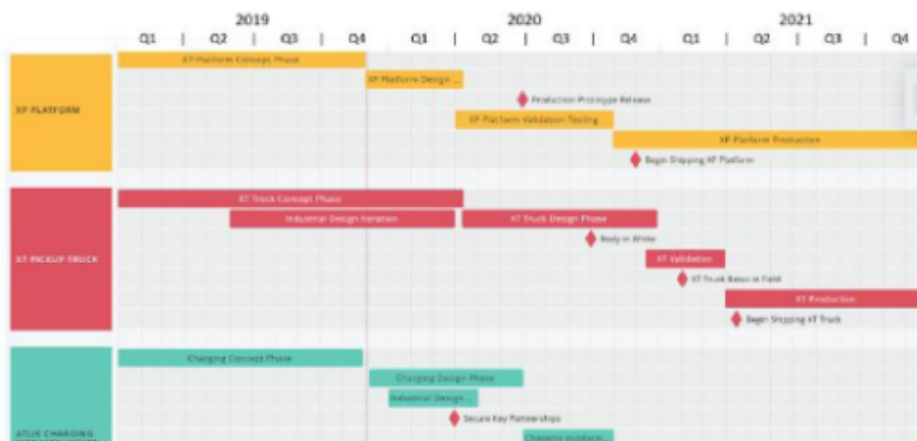 2019 2020 2021
Q1 | Q2 | Q3 | Q4 Q1 | Q2 | Q3 | Q4 Q1 | Q2 | Q3 | Q4
XP Platform Concept Phase
XP Platform Design ...
XP PLATFORM
Production Prototype Release
XP Platform Validation Testing
XP Platform Production
Begin Shipping XP Platform
XT Truck Concept Phase
Industrial Design Iteration XT Truck Design Phase
Body in White
XT PICKUP TRUCK XT Validation
XT Truck Betas in Field
XT Production
Begin Shipping XT Truck
Charging Concept Phase
Charging Design Phase
Industrial Design ...
Secure Key Partnerships
ATLIS CHARGING